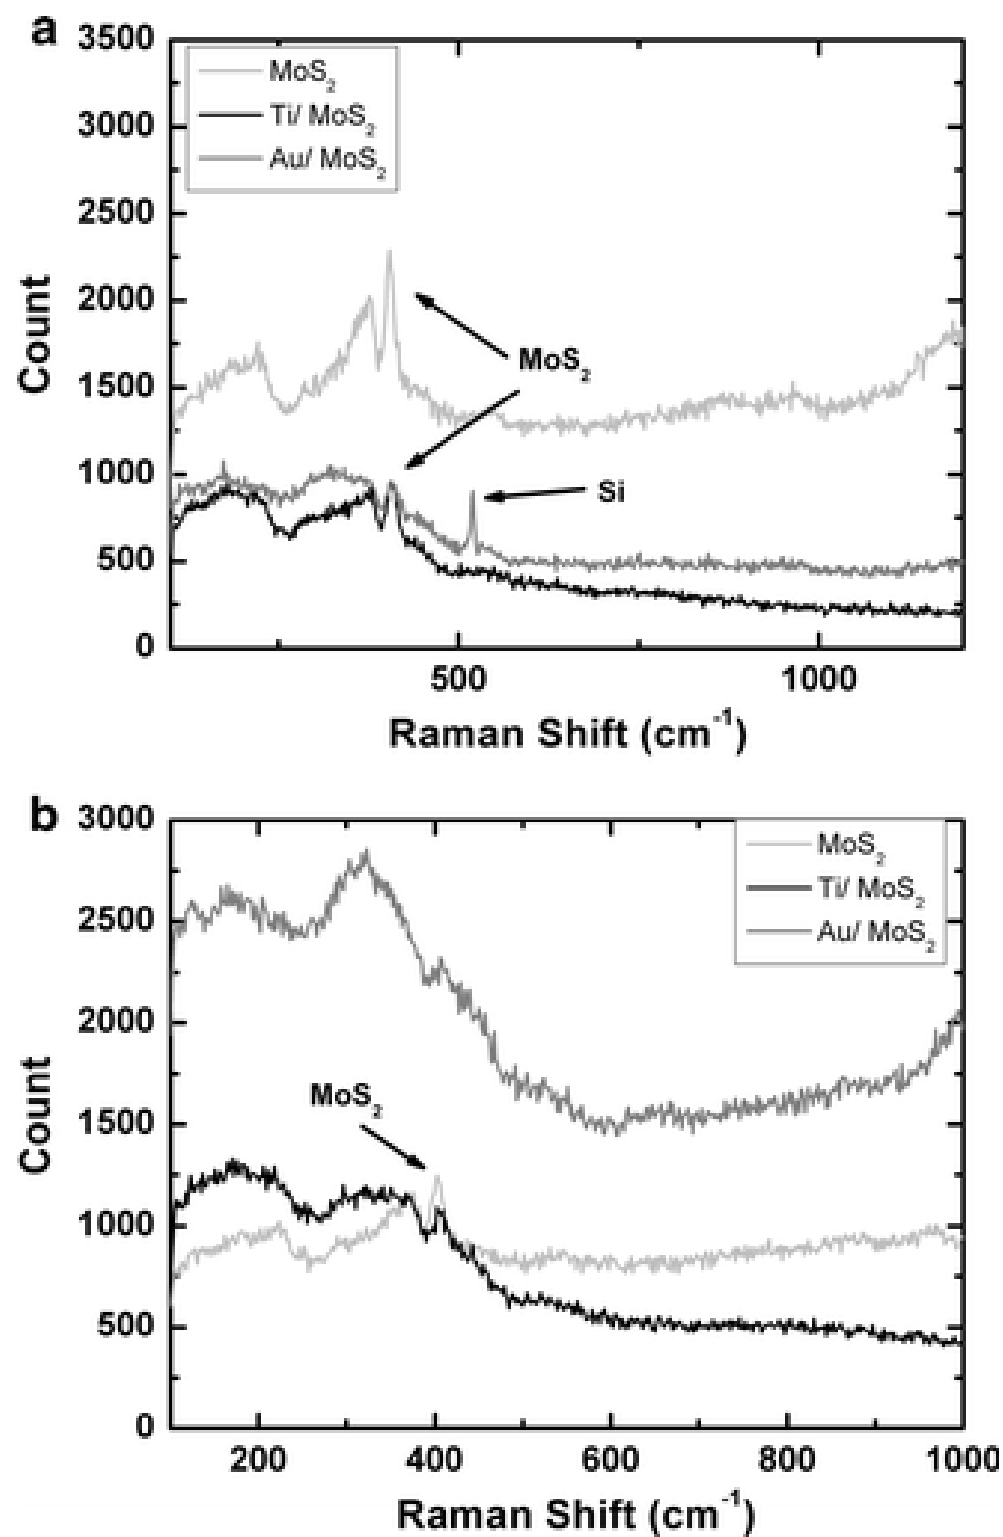 a
3500
3000
2500
2000
1500
1000
500
0
Count
MoS₂
Ti/ MoS₂
Au/ MoS₂
MoS₂
Si
500 1000
Raman Shift (cm⁻¹)
b
3000
2500
2000
1500
1000
500
0
Count
MoS₂
Ti/ MoS₂
Au/ MoS₂
MoS₂
200 400 600 800 1000
Raman Shift (cm⁻¹)